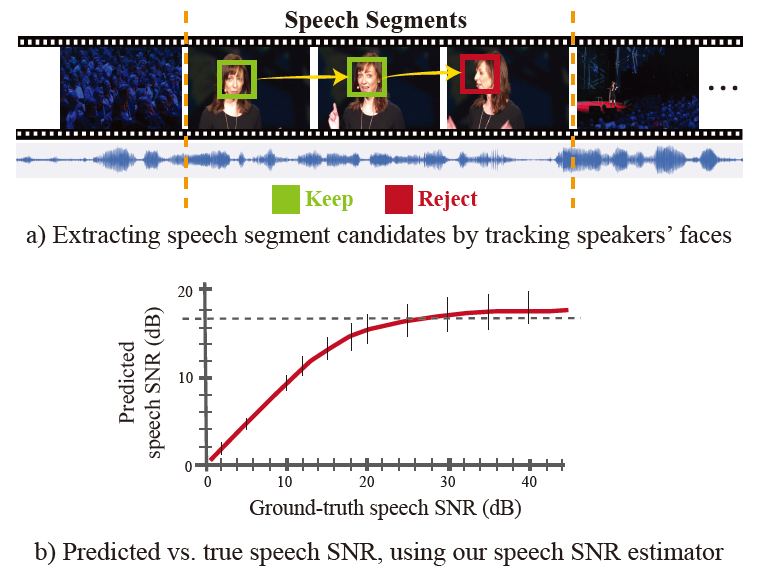 Speech Segments
...
Keep
Reject
a) Extracting speech segment candidates by tracking speakers’ faces
20
10
0
Predicted
speech SNR (dB)
0
10
20
30
40
Ground-truth speech SNR (dB)
b) Predicted vs. true speech SNR, using our speech SNR estimator